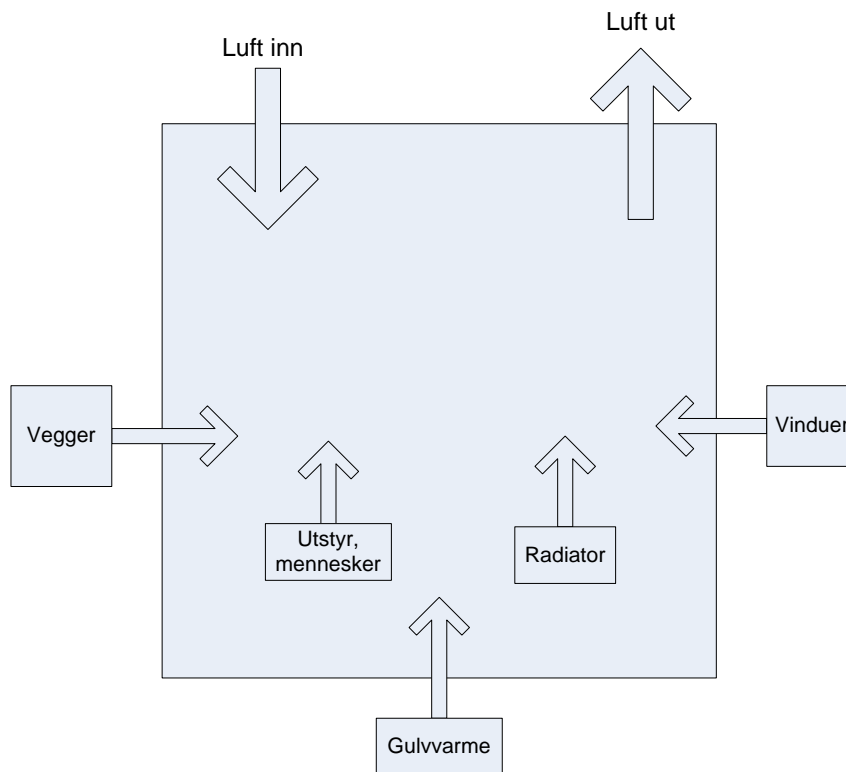 Luft inn
Luft ut
Vegger
Vinduer
Utstyr,
mennesker
Radiator
Gulvvarme